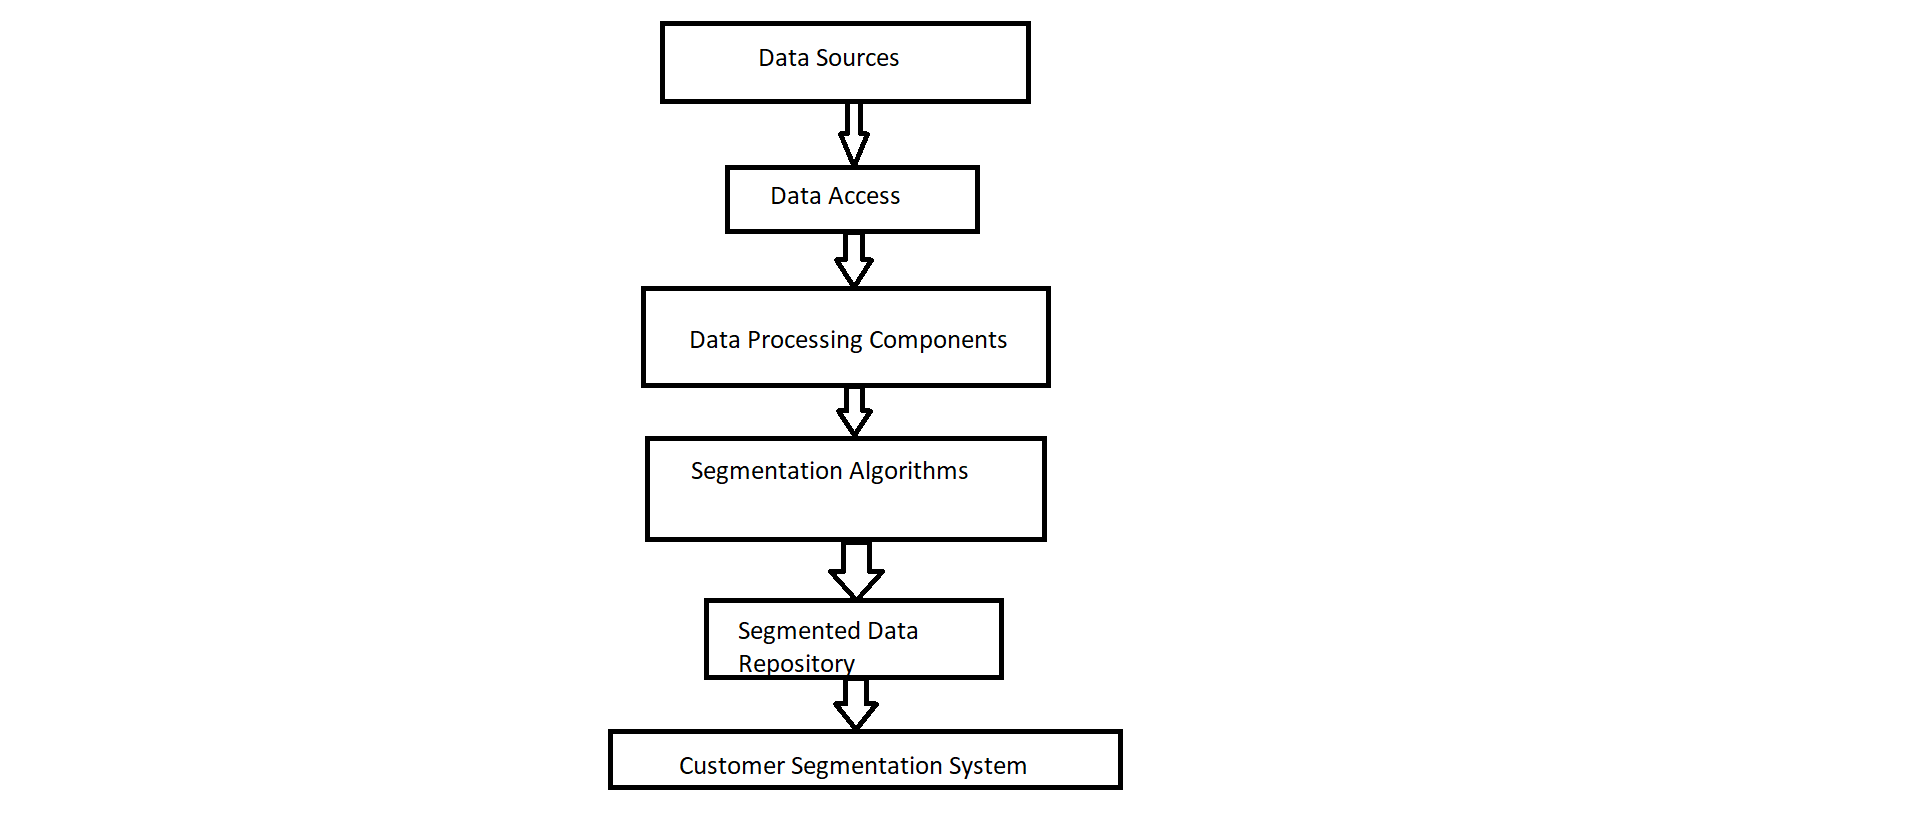 Data Sources
Data Access
Data Processing Components
Segmentation Algorithms
Segmented Data
Repository
Customer Segmentation System